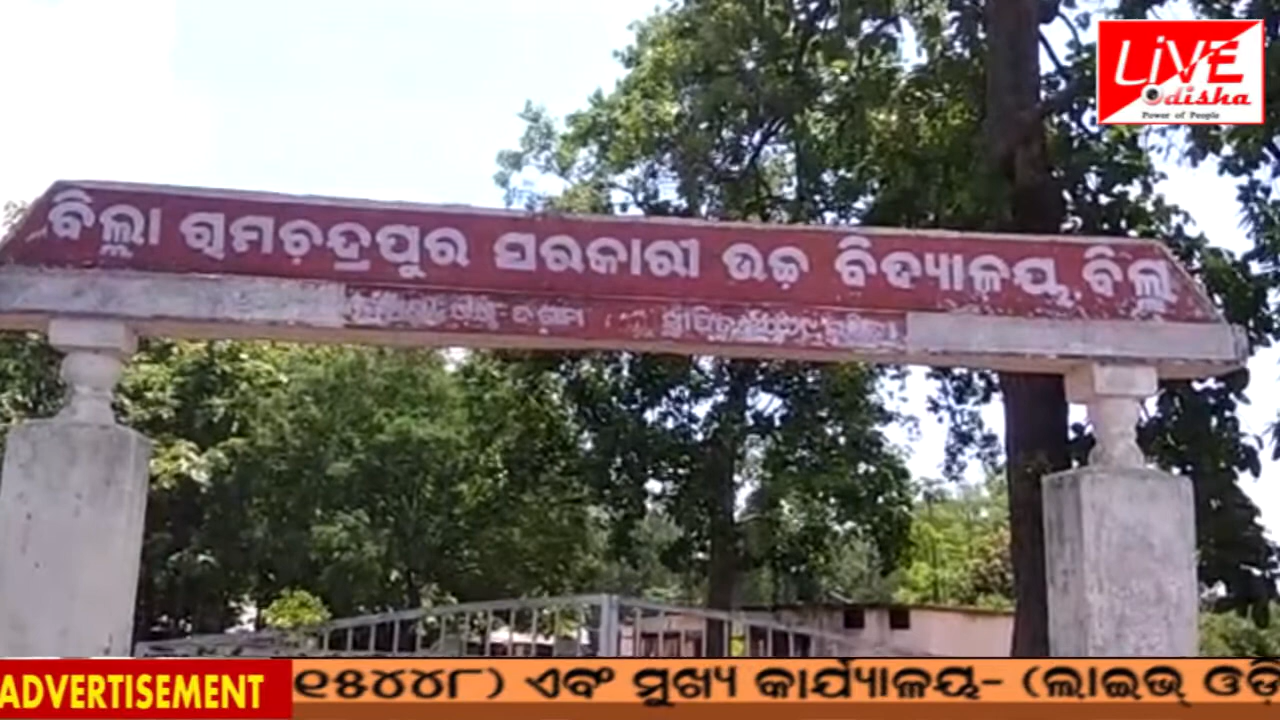 LiVE
Odisha
Power of People
ବିଲ୍ଲା ରାମଚନ୍ଦ୍ରପୁର ସରକାରୀ ଉଚ୍ଚ ବିଦ୍ୟାଳୟ ବିଲ୍ଲା
ADVERTISEMENT ୧୫୪୪୮) ଏବଂ ମୁଖ୍ୟ କାର୍ଯ୍ୟାଳୟ- (ଲାଇଭ୍ ଓଡ଼ି